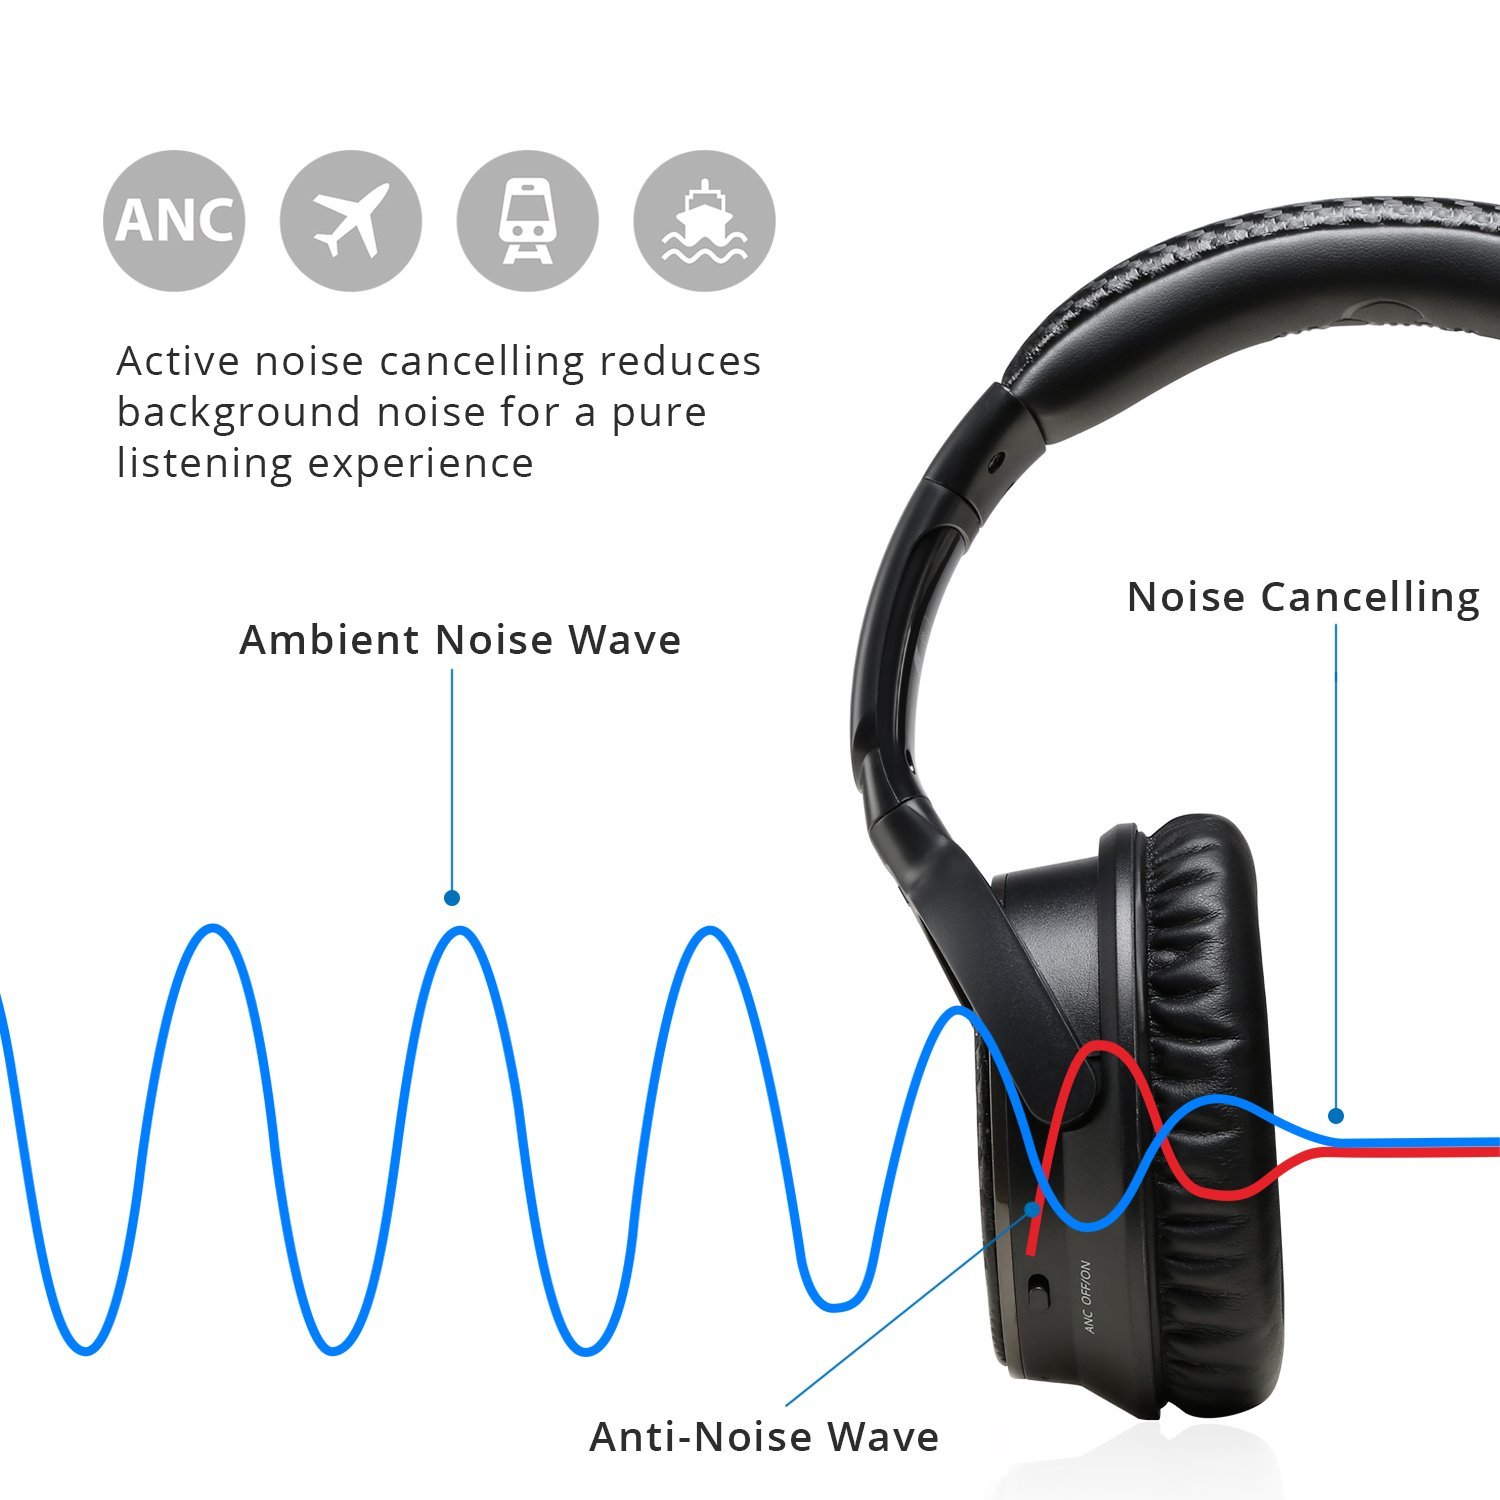 ANC
Active noise cancelling reduces
background noise for a pure
listening experience
Noise Cancelling
Ambient Noise Wave
ANC OFF/ON
Anti-Noise Wave